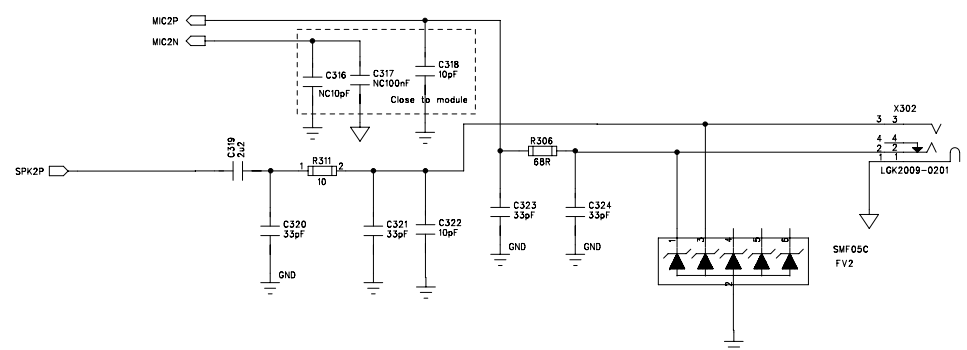 MIC2P
MIC2N
C316
NC10pF
C317
NC100nF
C318
10pF
Close to module
X302
3 3
4 4
2 2
1 1
LGK2009-0201
SPK2P
C319
2u2
1 R311 2
10
R306
68R
C320
33pF
GND
C321
33pF
C322
10pF
C323
33pF
GND
C324
33pF
GND
1 3 4 5 6
2
SMF05C
FV2